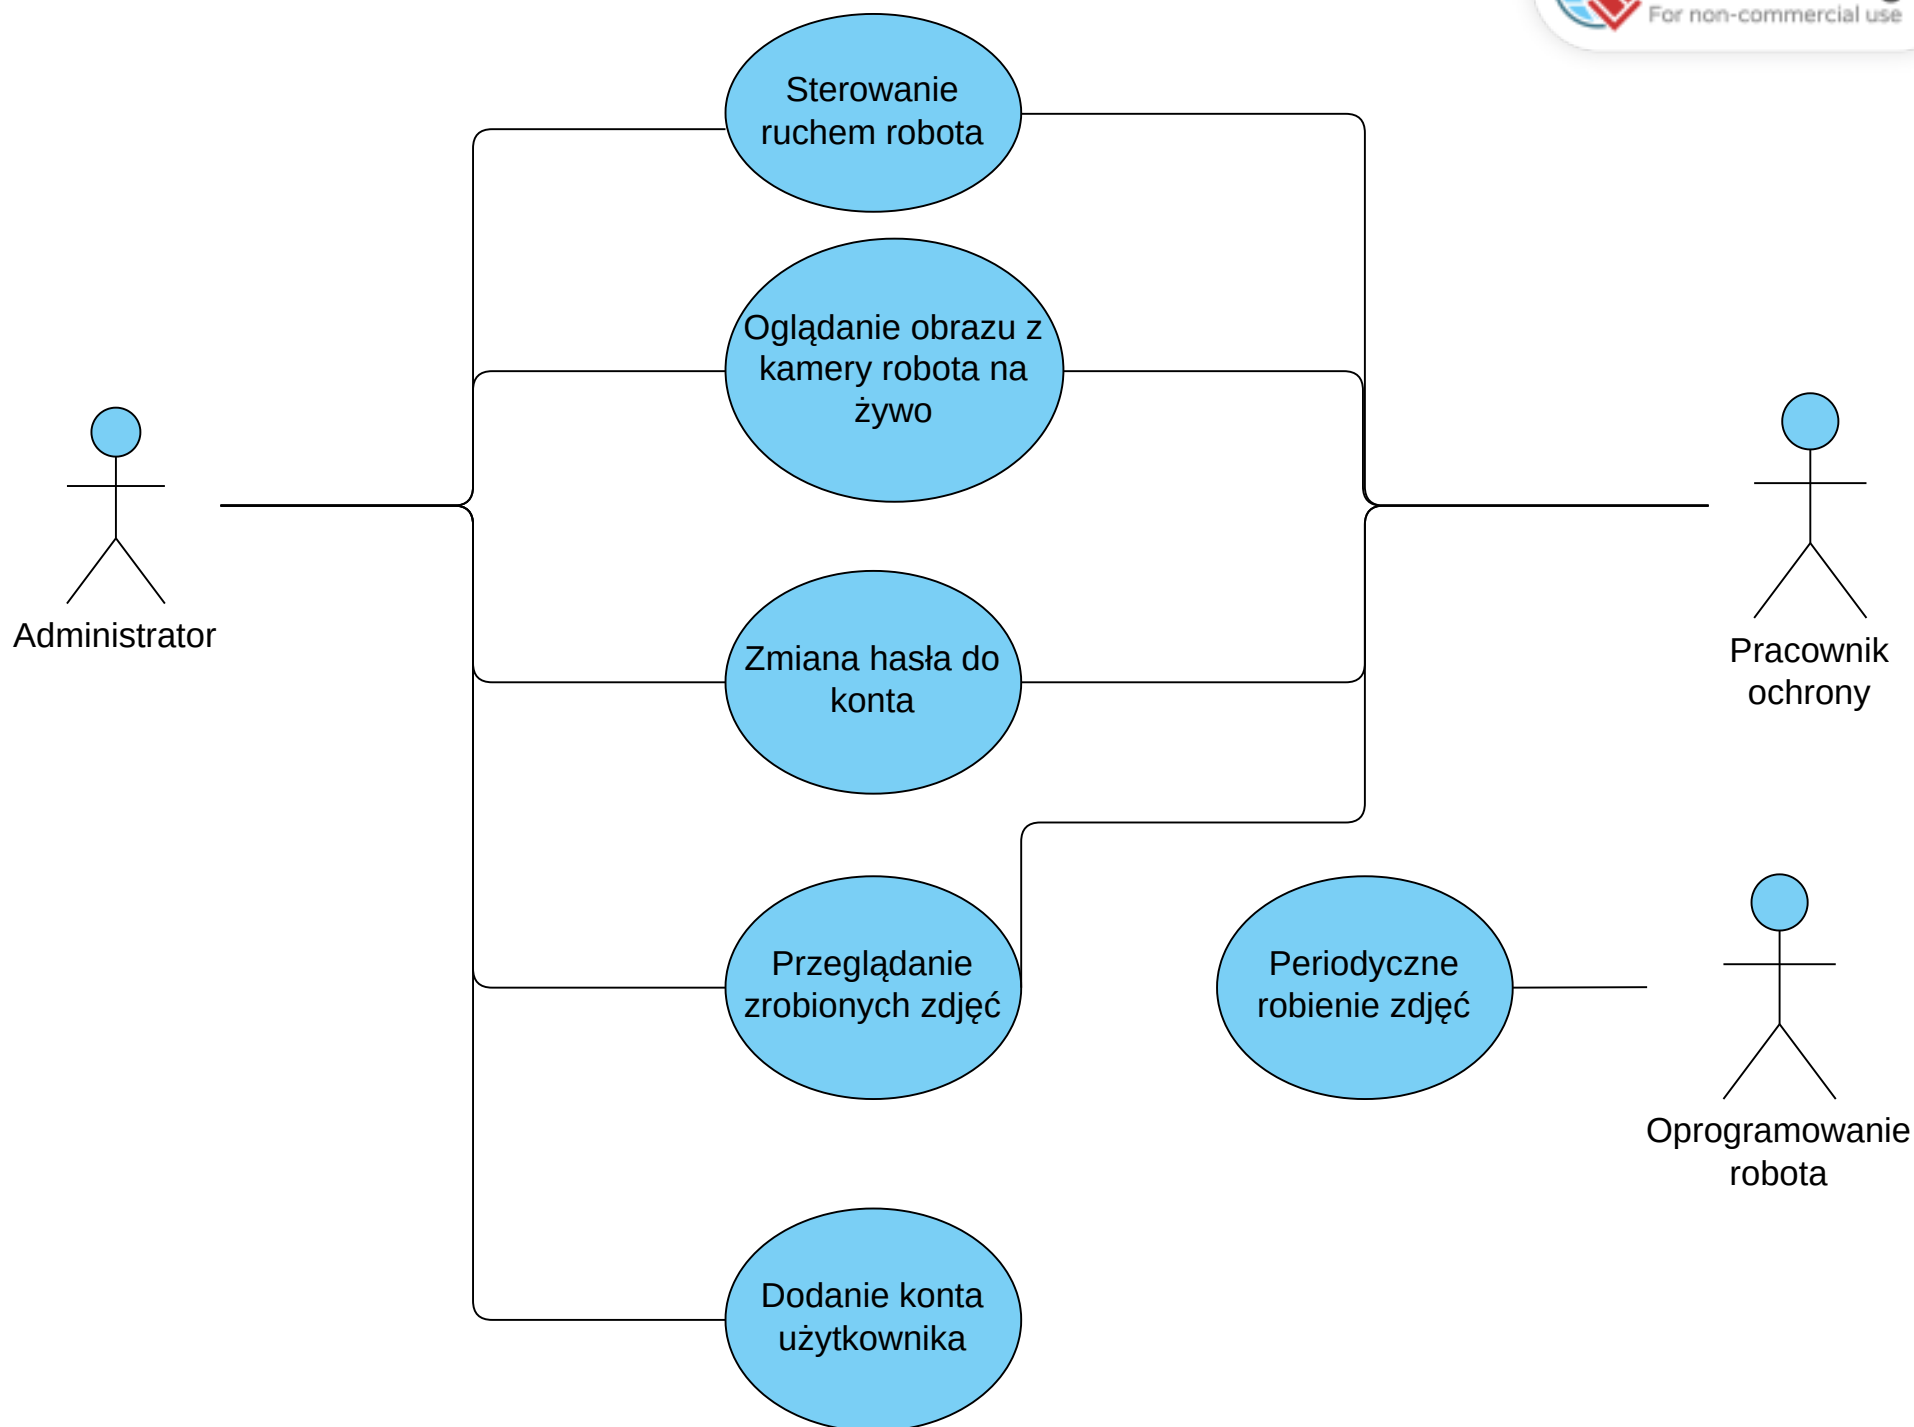 For non-commercial use
Sterowanie
ruchem robota
Oglądanie obrazu z
kamery robota na
żywo
Administrator
Zmiana hasła do
konta
Pracownik
ochrony
Przeglądanie
zrobionych zdjęć
Periodyczne
robienie zdjęć
Oprogramowanie
robota
Dodanie konta
użytkownika